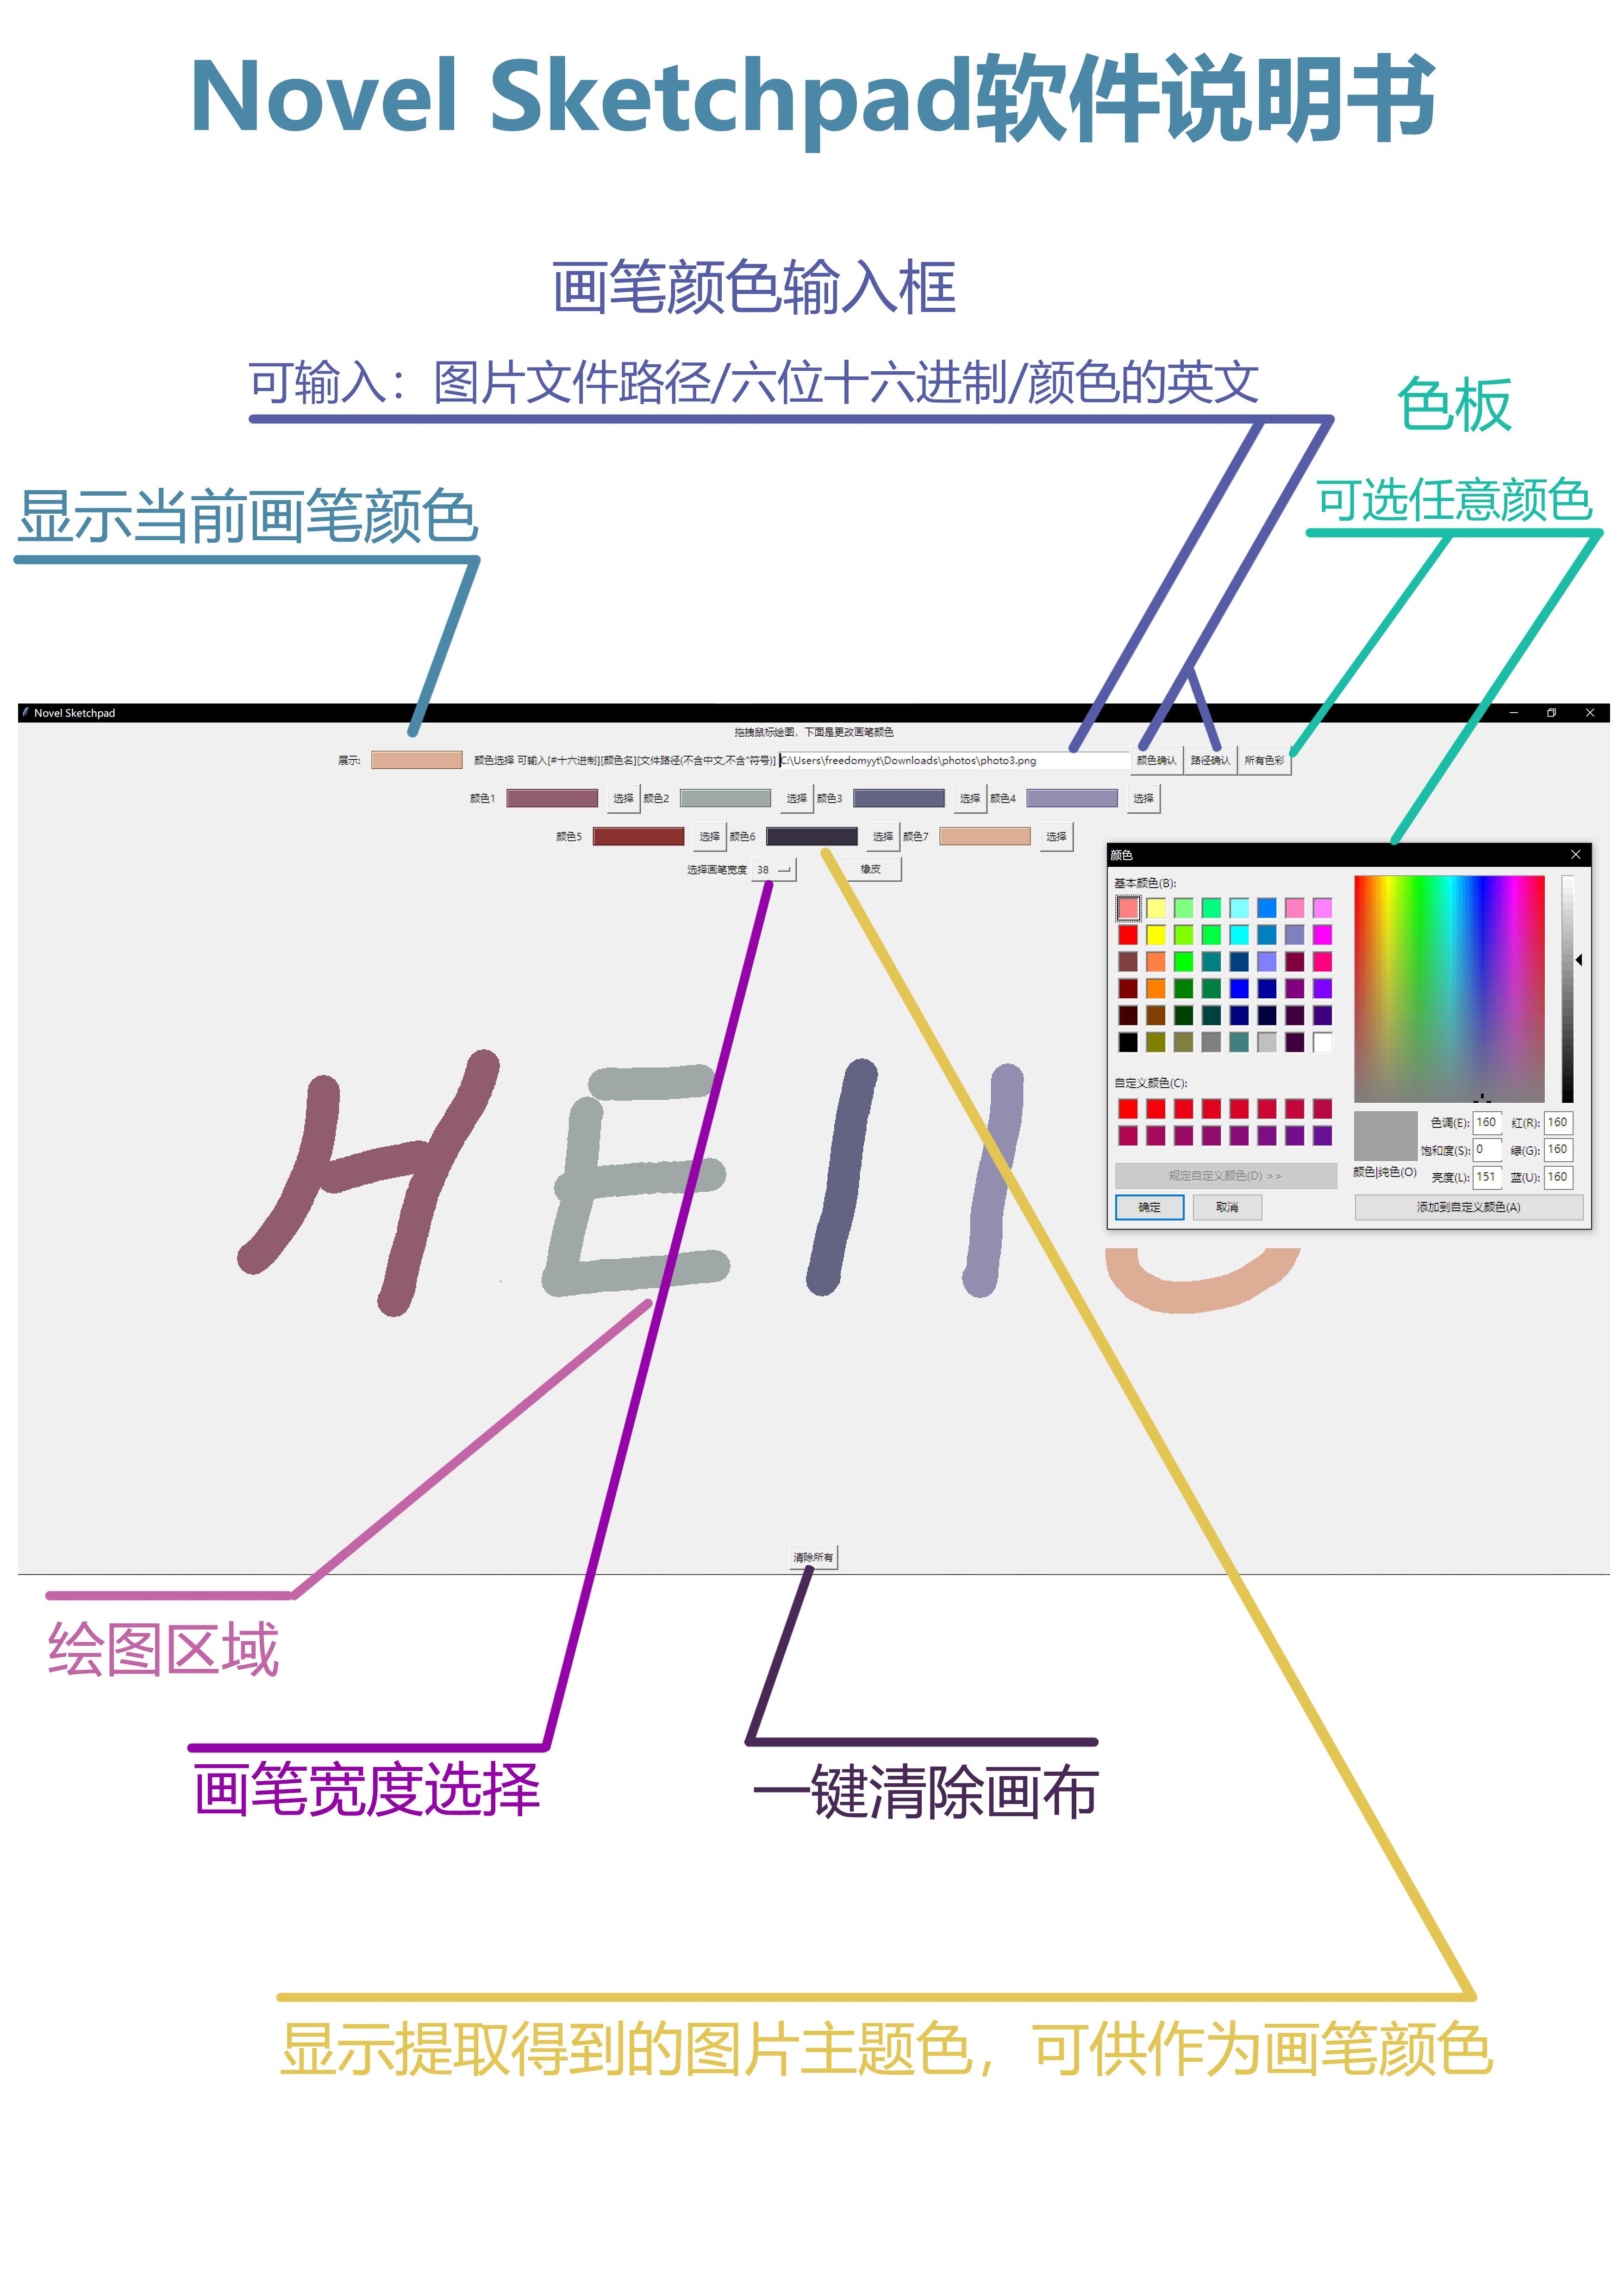 Novel Sketchpad软件说明书
画笔颜色输入框
可输入：图片文件路径/六位十六进制/颜色的英文
色板
可选任意颜色
显示当前画笔颜色
Novel Sketchpad
拖拽鼠标绘图，下面是更改画笔颜色
展示: 颜色选择 可输入[#十六进制][颜色名][文件路径(不含中文,不含"符号)] C:\Users\freedomyyt\Downloads\photos\photo3.png 颜色确认 路径确认 所有色彩
颜色1 选择 颜色2 选择 颜色3 选择 颜色4 选择
颜色5 选择 颜色6 选择 颜色7 选择
选择画笔宽度 38 橡皮
颜色
基本颜色(B):
自定义颜色(C):
色调(E): 160 红(R): 160
饱和度(S): 0 绿(G): 160
颜色|纯色(O) 亮度(L): 151 蓝(U): 160
规定自定义颜色(D) >>
确定 取消 添加到自定义颜色(A)
HEllO
清除所有
绘图区域
画笔宽度选择
一键清除画布
显示提取得到的图片主题色，可供作为画笔颜色